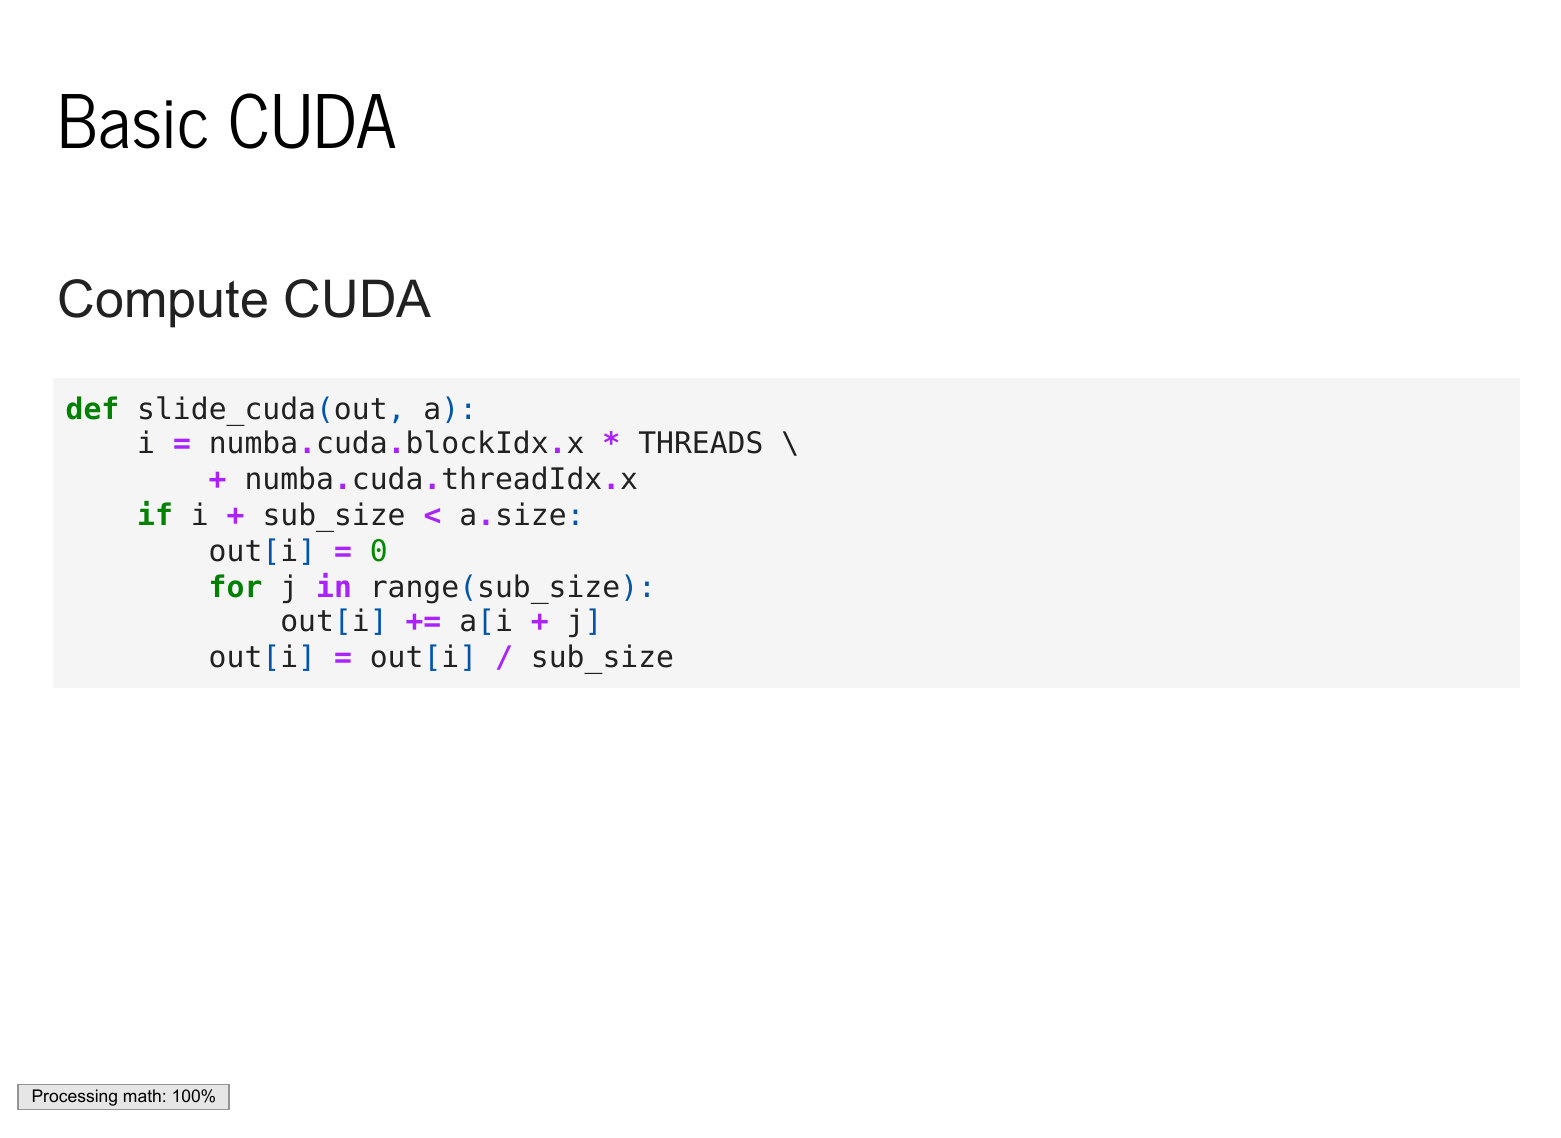 Basic CUDA
Compute CUDA
def slide_cuda(out, a):
    i = numba.cuda.blockIdx.x * THREADS \
        + numba.cuda.threadIdx.x
    if i + sub_size < a.size:
        out[i] = 0
        for j in range(sub_size):
            out[i] += a[i + j]
        out[i] = out[i] / sub_size
Processing math: 100%